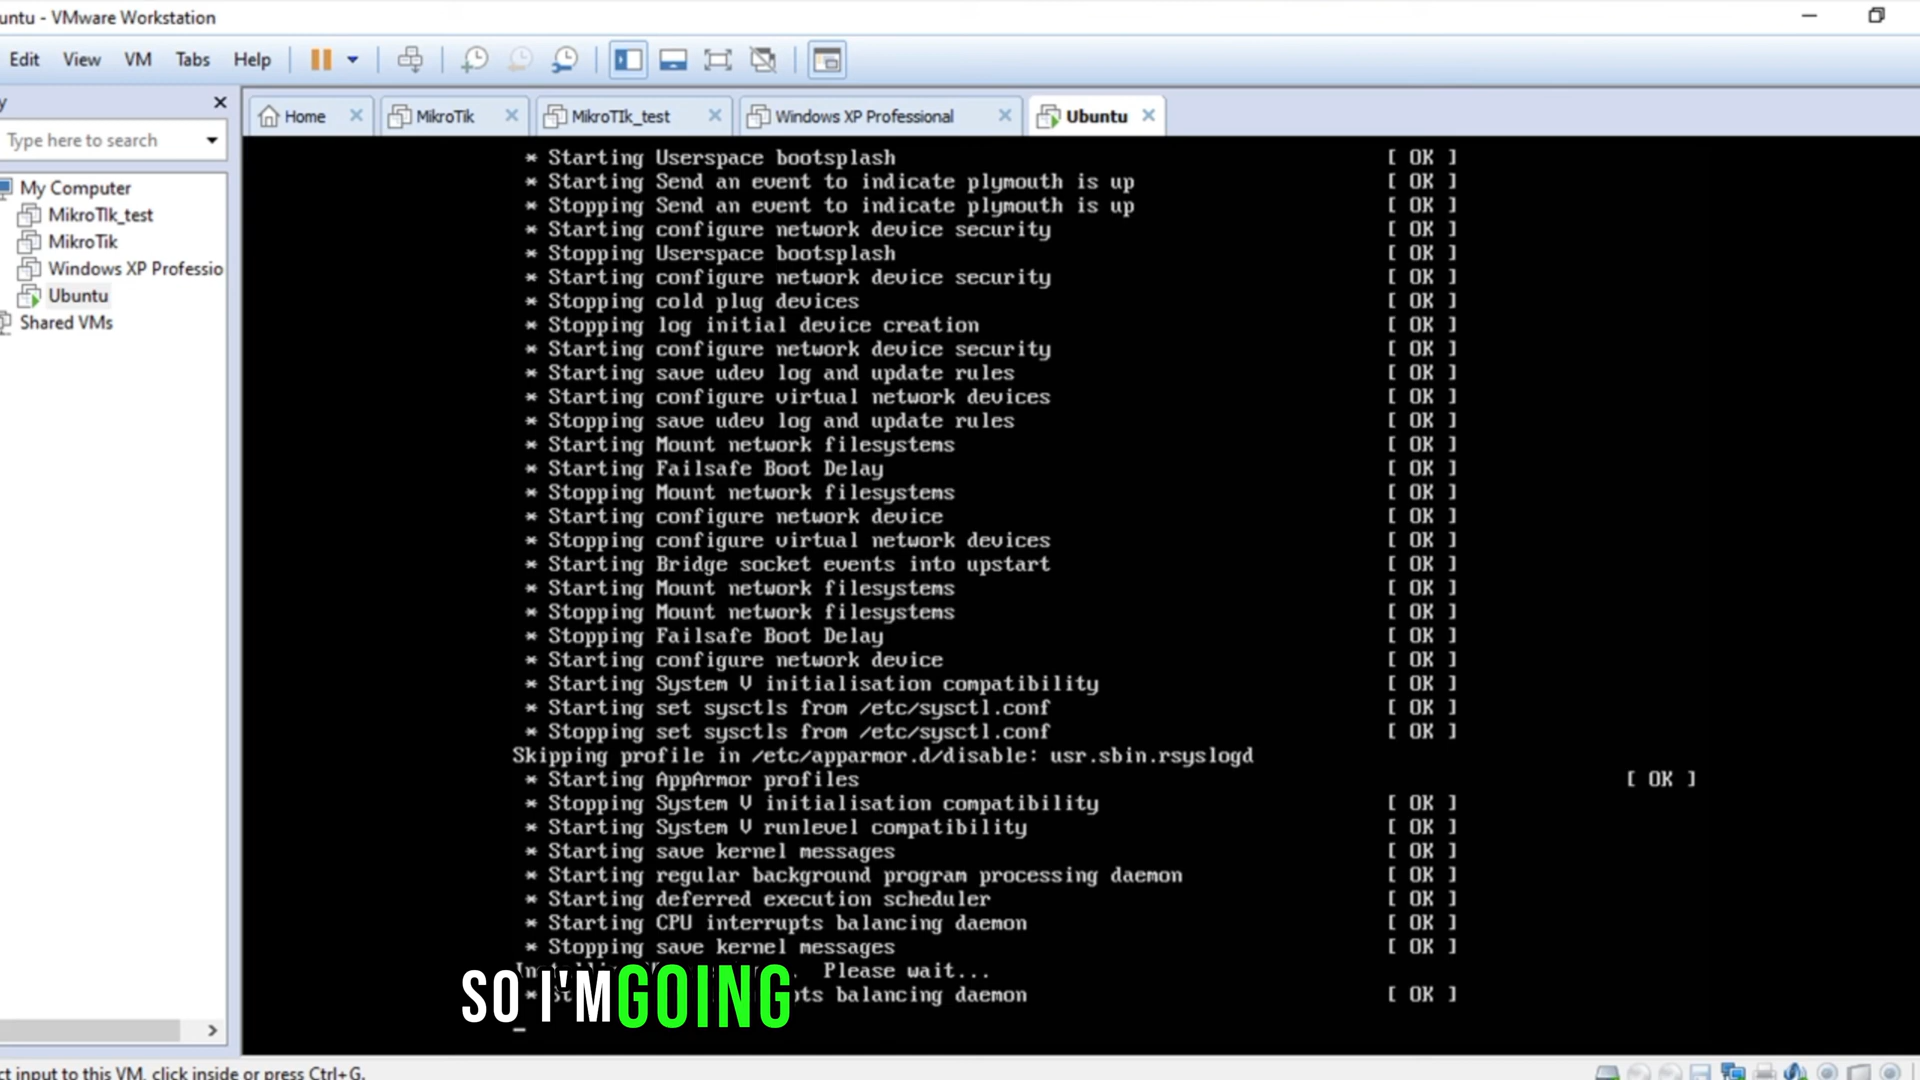 untu - VMware Workstation
Edit View VM Tabs Help
y
Type here to search
My Computer
MikroTIk_test
MikroTik
Windows XP Professio
Ubuntu
Shared VMs
Home MikroTik MikroTIk_test Windows XP Professional Ubuntu
* Starting Userspace bootsplash [ OK ]
* Starting Send an event to indicate plymouth is up [ OK ]
* Stopping Send an event to indicate plymouth is up [ OK ]
* Starting configure network device security [ OK ]
* Stopping Userspace bootsplash [ OK ]
* Starting configure network device security [ OK ]
* Stopping cold plug devices [ OK ]
* Stopping log initial device creation [ OK ]
* Starting configure network device security [ OK ]
* Starting save udev log and update rules [ OK ]
* Starting configure virtual network devices [ OK ]
* Stopping save udev log and update rules [ OK ]
* Starting Mount network filesystems [ OK ]
* Starting Failsafe Boot Delay [ OK ]
* Stopping Mount network filesystems [ OK ]
* Starting configure network device [ OK ]
* Stopping configure virtual network devices [ OK ]
* Starting Bridge socket events into upstart [ OK ]
* Starting Mount network filesystems [ OK ]
* Stopping Mount network filesystems [ OK ]
* Stopping Failsafe Boot Delay [ OK ]
* Starting configure network device [ OK ]
* Starting System V initialisation compatibility [ OK ]
* Starting set sysctls from /etc/sysctl.conf [ OK ]
* Stopping set sysctls from /etc/sysctl.conf [ OK ]
Skipping profile in /etc/apparmor.d/disable: usr.sbin.rsyslogd
* Starting AppArmor profiles [ OK ]
* Stopping System V initialisation compatibility [ OK ]
* Starting System V runlevel compatibility [ OK ]
* Starting save kernel messages [ OK ]
* Starting regular background program processing daemon [ OK ]
* Starting deferred execution scheduler [ OK ]
* Starting CPU interrupts balancing daemon [ OK ]
* Stopping save kernel messages [ OK ]
Please wait...
* balancing daemon [ OK ]
SO I'M GOING
ct input to this VM, click inside or press Ctrl+G.